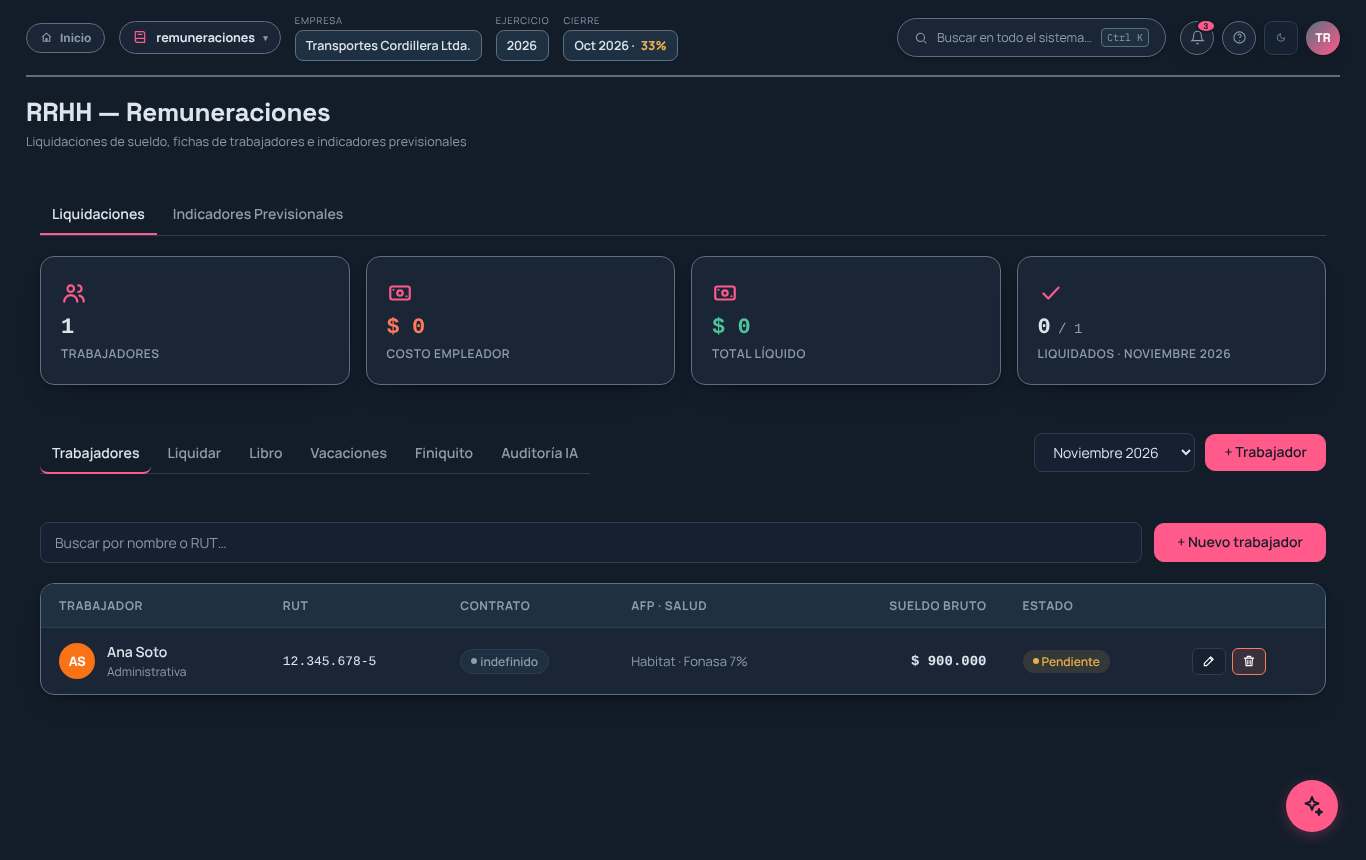 Inicio
remuneraciones ▾
EMPRESA
Transportes Cordillera Ltda.
EJERCICIO
2026
CIERRE
Oct 2026 · 33%
Buscar en todo el sistema... Ctrl K
3
TR
RRHH — Remuneraciones
Liquidaciones de sueldo, fichas de trabajadores e indicadores previsionales
Liquidaciones
Indicadores Previsionales
1
TRABAJADORES
$ 0
COSTO EMPLEADOR
$ 0
TOTAL LÍQUIDO
0 / 1
LIQUIDADOS · NOVIEMBRE 2026
Trabajadores
Liquidar
Libro
Vacaciones
Finiquito
Auditoría IA
Noviembre 2026
+ Trabajador
Buscar por nombre o RUT...
+ Nuevo trabajador
TRABAJADOR RUT CONTRATO AFP · SALUD SUELDO BRUTO ESTADO
AS
Ana Soto
Administrativa
12.345.678-5
indefinido
Habitat · Fonasa 7%
$ 900.000
Pendiente